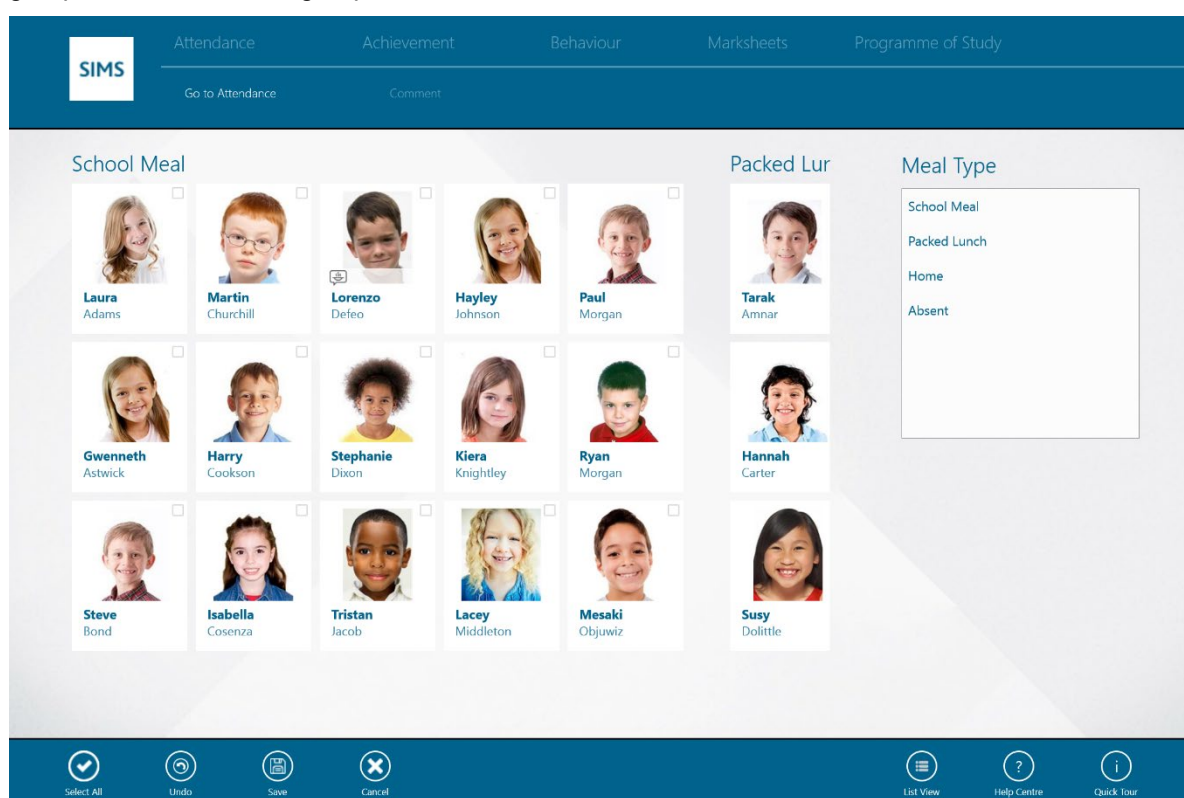 SIMS
Attendance Achievement Behaviour Marksheets Programme of Study
Go to Attendance Comment
School Meal Packed Lur Meal Type
School Meal
Packed Lunch
Home
Absent
Laura Martin Lorenzo Hayley Paul Tarak
Adams Churchill Defeo Johnson Morgan Amnar
Gwenneth Harry Stephanie Kiera Ryan Hannah
Astwick Cookson Dixon Knightley Morgan Carter
Steve Isabella Tristan Lacey Mesaki Susy
Bond Cosenza Jacob Middleton Objuwiz Dolittle
Select All Undo Save Cancel List View Help Centre Quick Tour